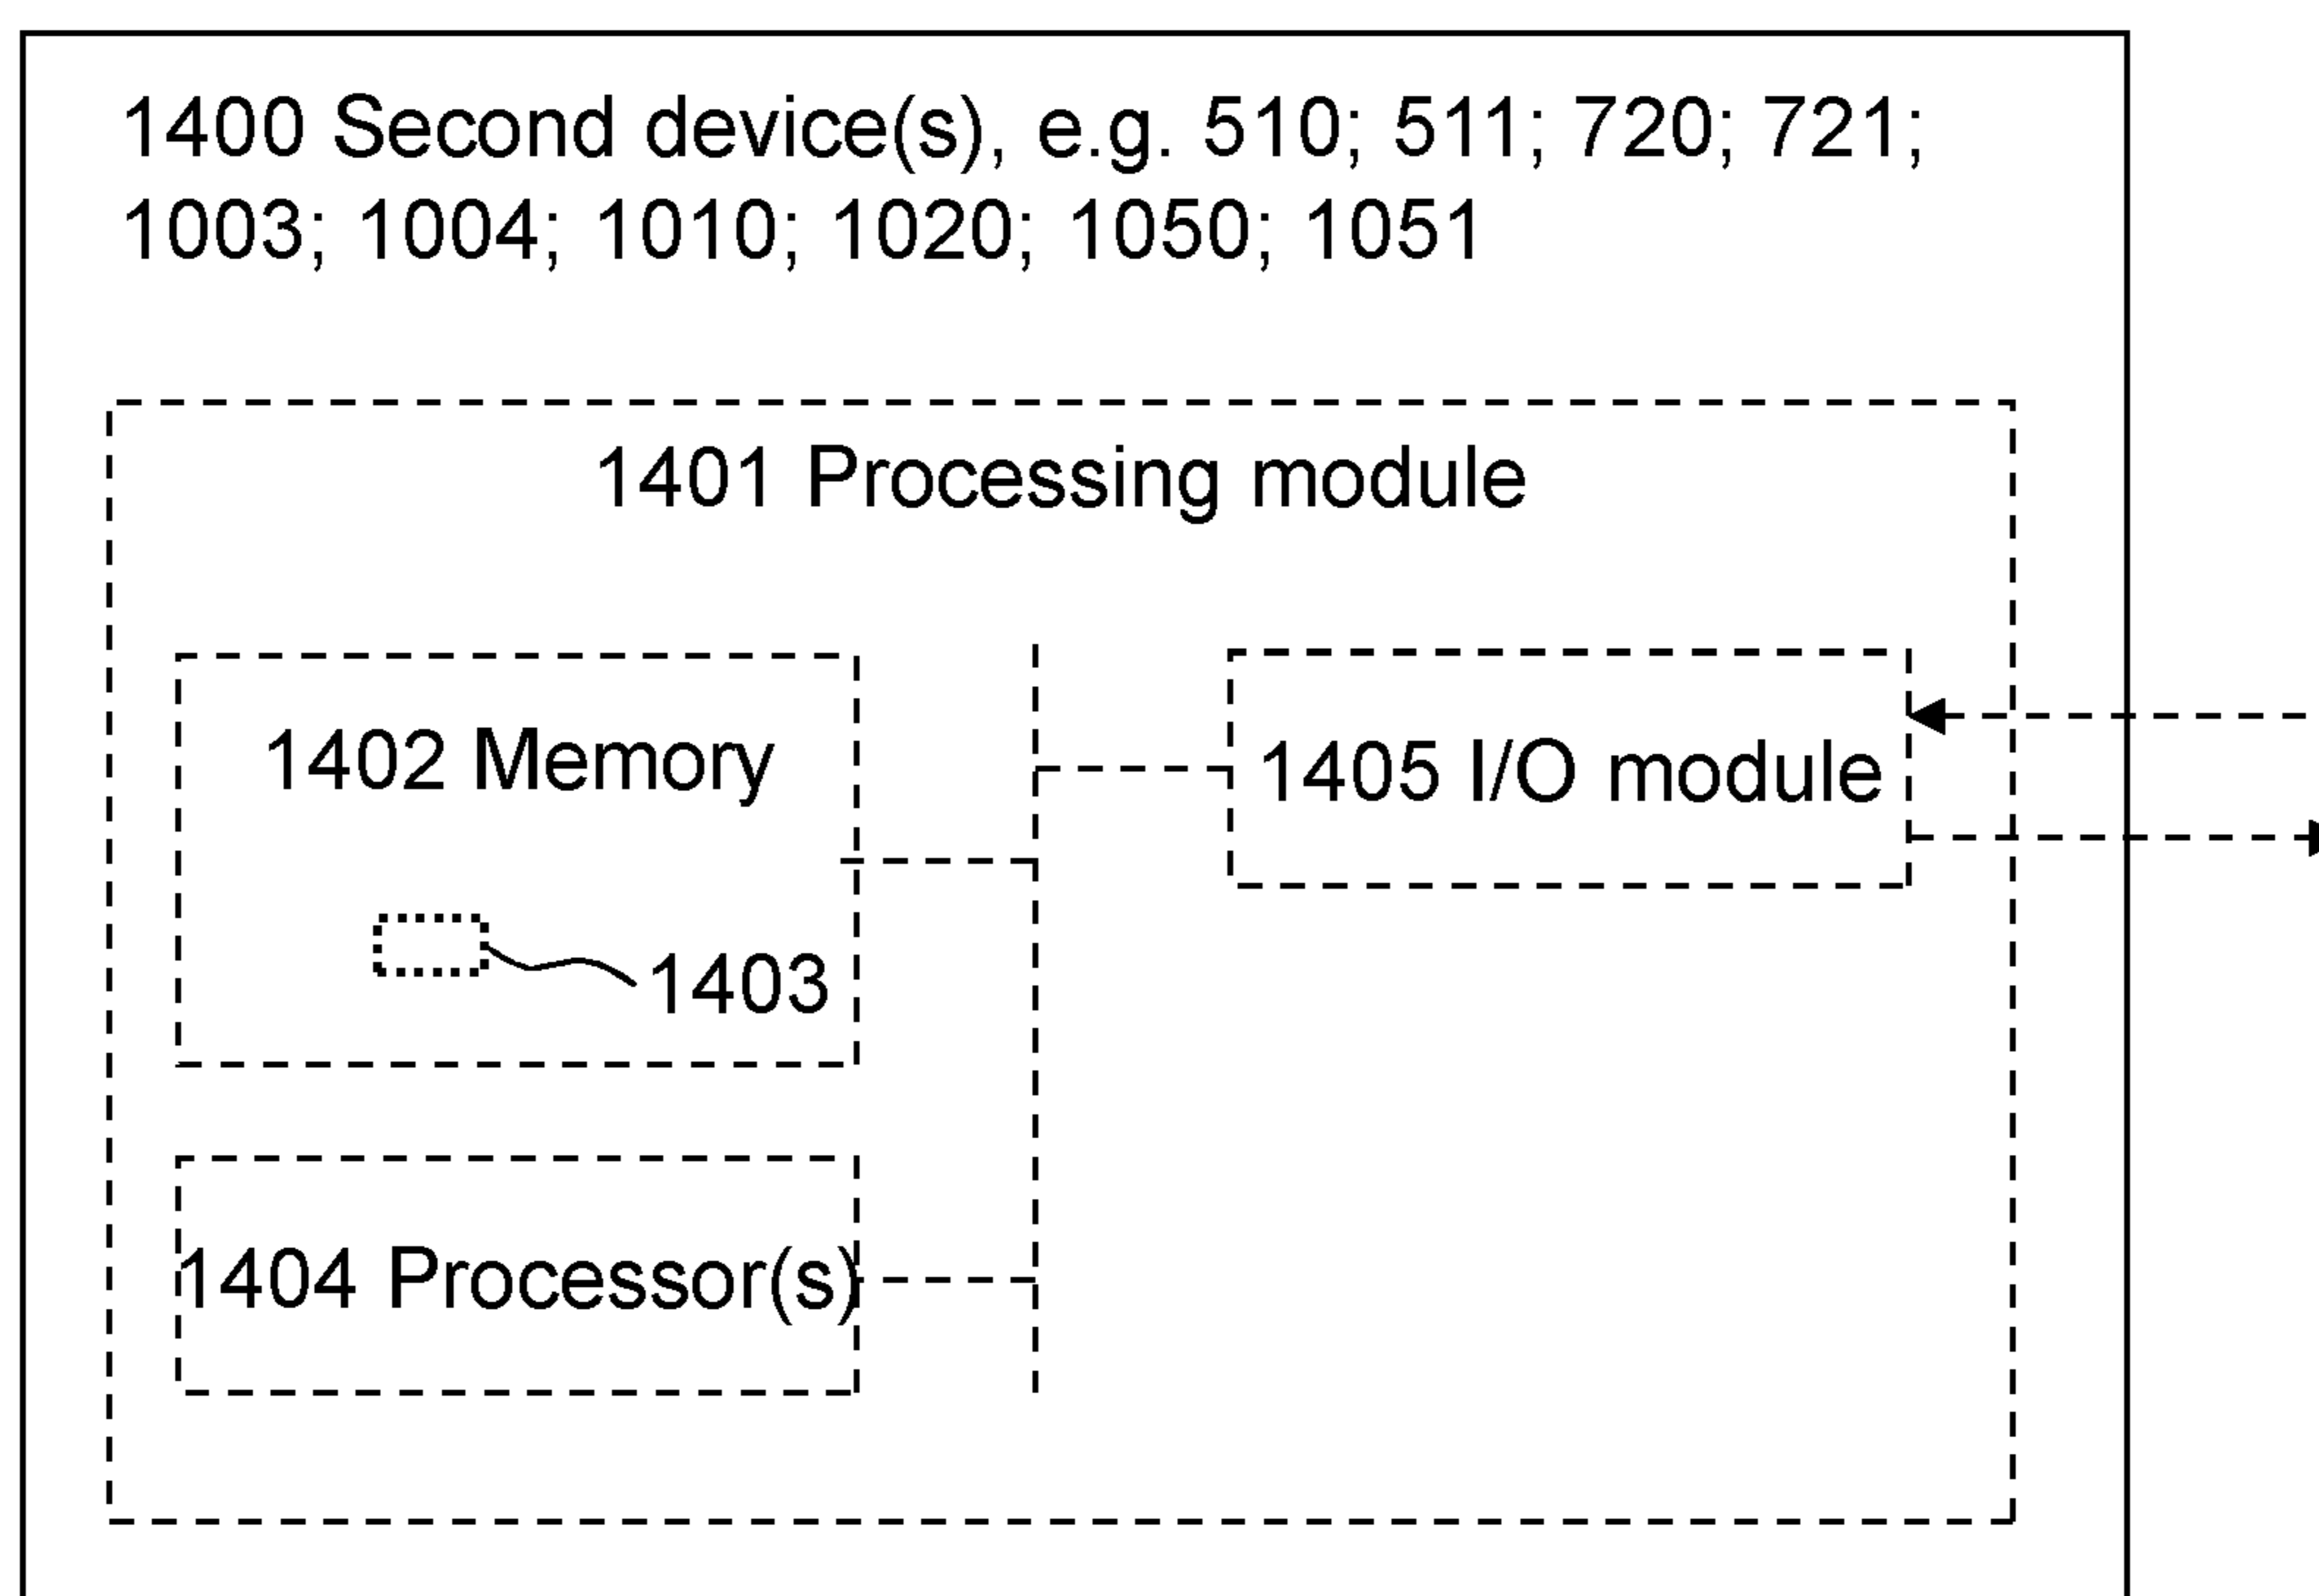 1400 Second device(s), e.g. 510; 511; 720; 721;
1003; 1004; 1010; 1020; 1050; 1051
1401 Processing module
1402 Memory
1405 I/O module
1403
1404 Processor(s)